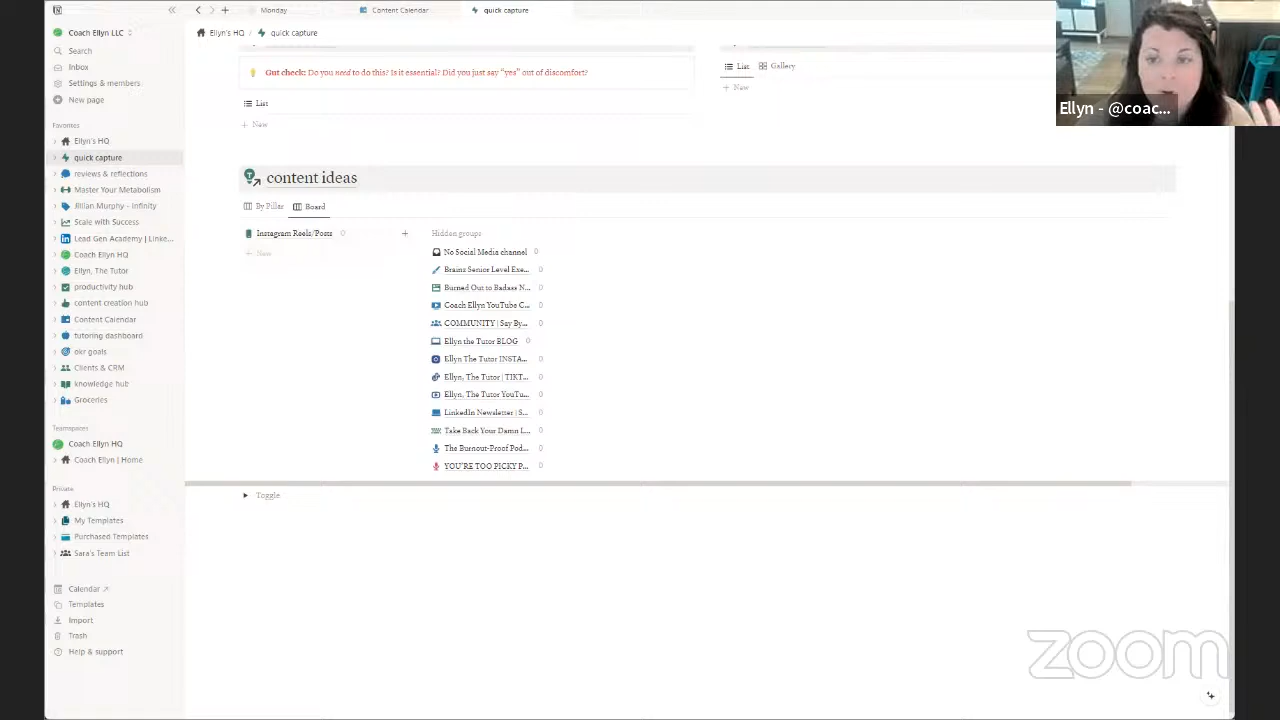 Monday
Content Calendar
quick capture
Coach Ellyn LLC
Ellyn's HQ / quick capture
Search
Inbox
Settings & members
New page
Favorites
Ellyn's HQ
quick capture
reviews & reflections
Master Your Metabolism
Jillian Murphy - Infinity
Scale with Success
Lead Gen Academy | Linke...
Coach Ellyn HQ
Ellyn, The Tutor
productivity hub
content creation hub
Content Calendar
tutoring dashboard
okr goals
Clients & CRM
knowledge hub
Groceries
Teamspaces
Coach Ellyn HQ
Coach Ellyn | Home
Private
Ellyn's HQ
My Templates
Purchased Templates
Sara's Team List
Calendar ↗
Templates
Import
Trash
Help & support
Gut check: Do you need to do this? Is it essential? Did you just say "yes" out of discomfort?
List
+ New
List
Gallery
+ New
content ideas
By Pillar
Board
Instagram Reels/Posts 0 +
+ New
Hidden groups
No Social Media channel 0
Brainz Senior Level Exe... 0
Burned Out to Badass N... 0
Coach Ellyn YouTube C... 0
COMMUNITY | Say By... 0
Ellyn the Tutor BLOG 0
Ellyn The Tutor INSTA... 0
Ellyn, The Tutor | TIKT... 0
Ellyn, The Tutor YouTu... 0
LinkedIn Newsletter | S... 0
Take Back Your Damn L... 0
The Burnout-Proof Pod... 0
YOU'RE TOO PICKY P... 0
Toggle
Ellyn - @coac...
zoom